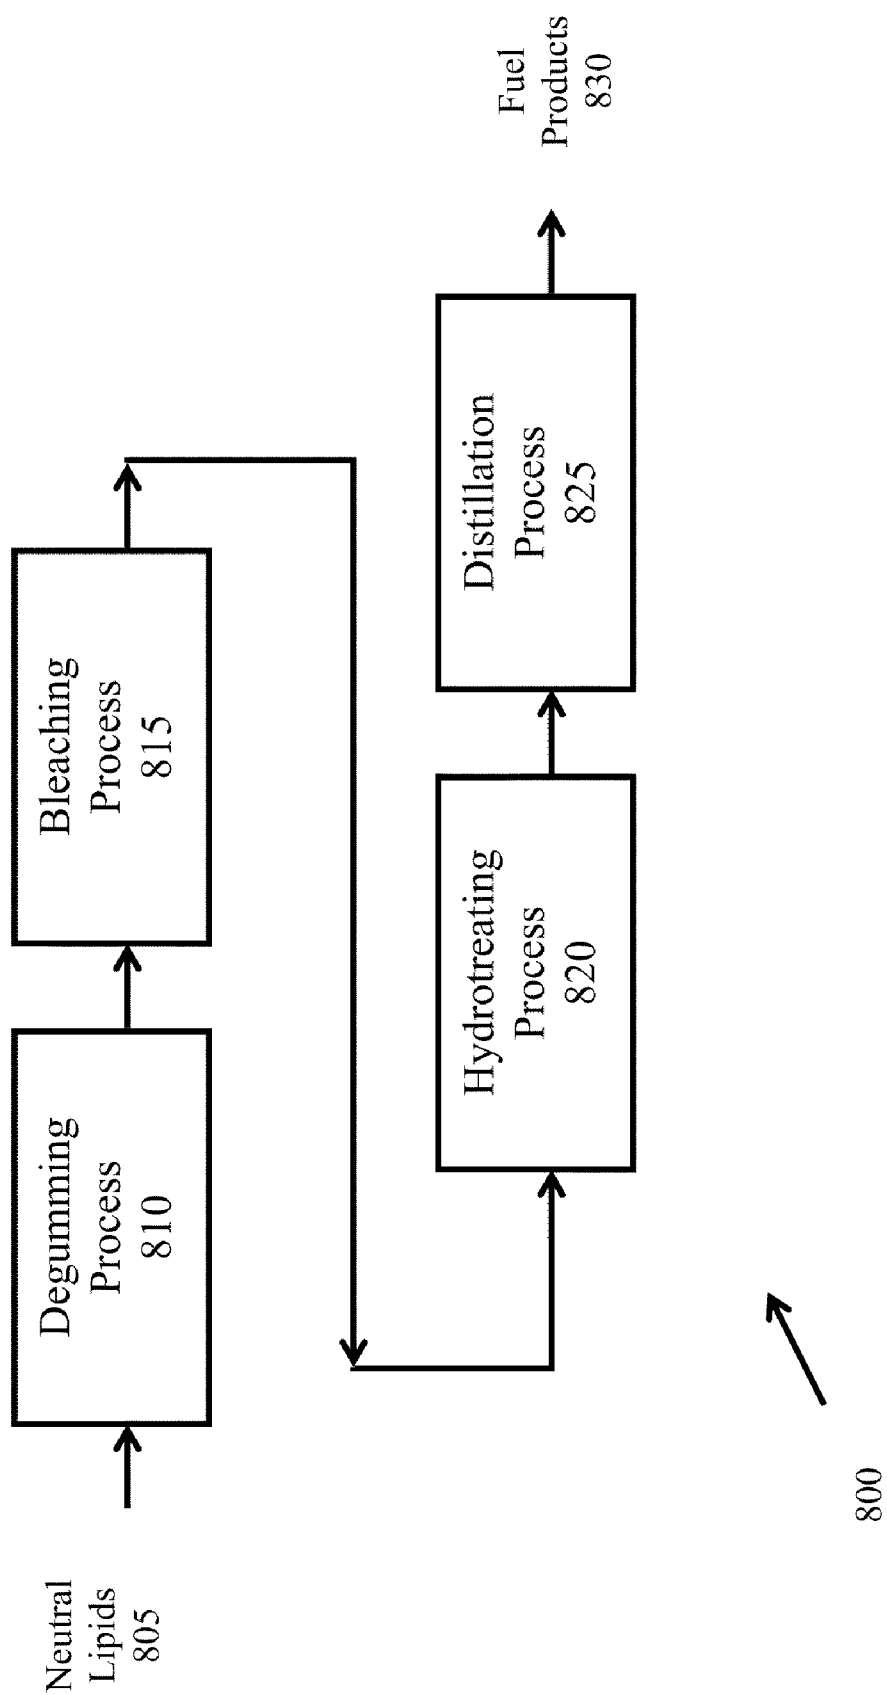 Neutral
Lipids
805
Degumming
Process
810
Bleaching
Process
815
Hydrotreating
Process
820
Distillation
Process
825
Fuel
Products
830
800